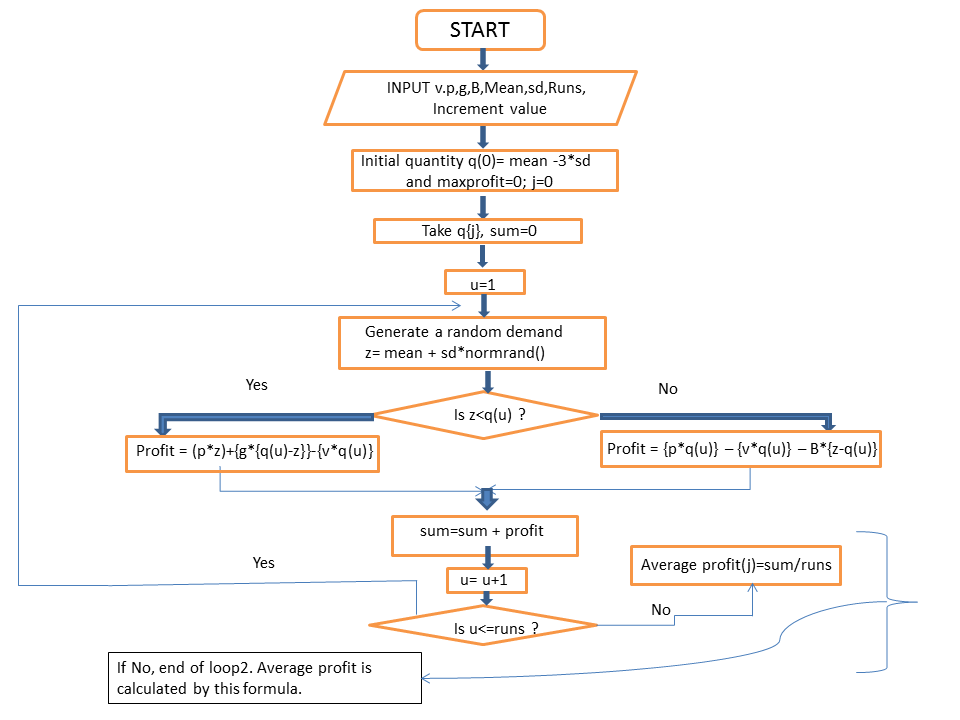 START
INPUT v.p,g,B,Mean,sd,Runs,
Increment value
Initial quantity q(0)= mean -3*sd
and maxprofit=0; j=0
Take q{j}, sum=0
u=1
Generate a random demand
z= mean + sd*normrand()
Yes
No
Is z<q(u) ?
Profit = (p*z)+{g*{q(u)-z}}-{v*q(u)}
Profit = {p*q(u)} – {v*q(u)} – B*{z-q(u)}
sum=sum + profit
Yes
u= u+1
Average profit(j)=sum/runs
No
Is u<=runs ?
If No, end of loop2. Average profit is
calculated by this formula.